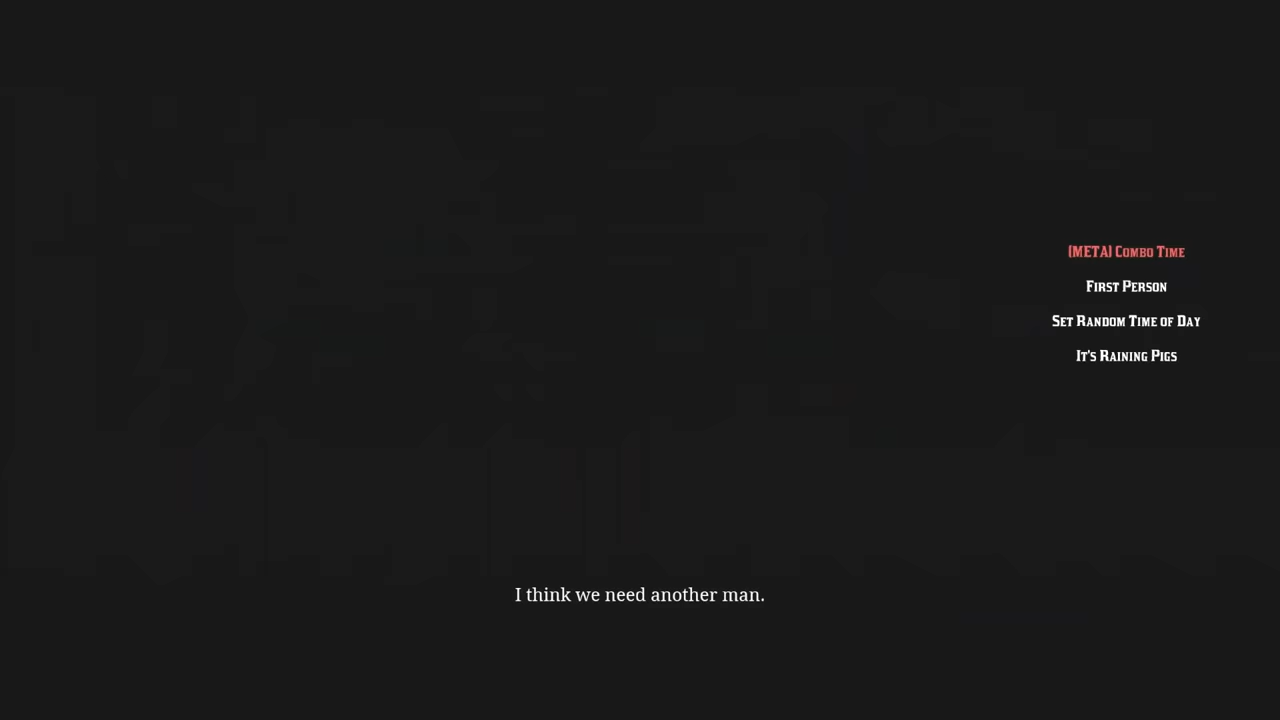 (META) Combo Time
First Person
Set Random Time of Day
It's Raining Pigs
I think we need another man.